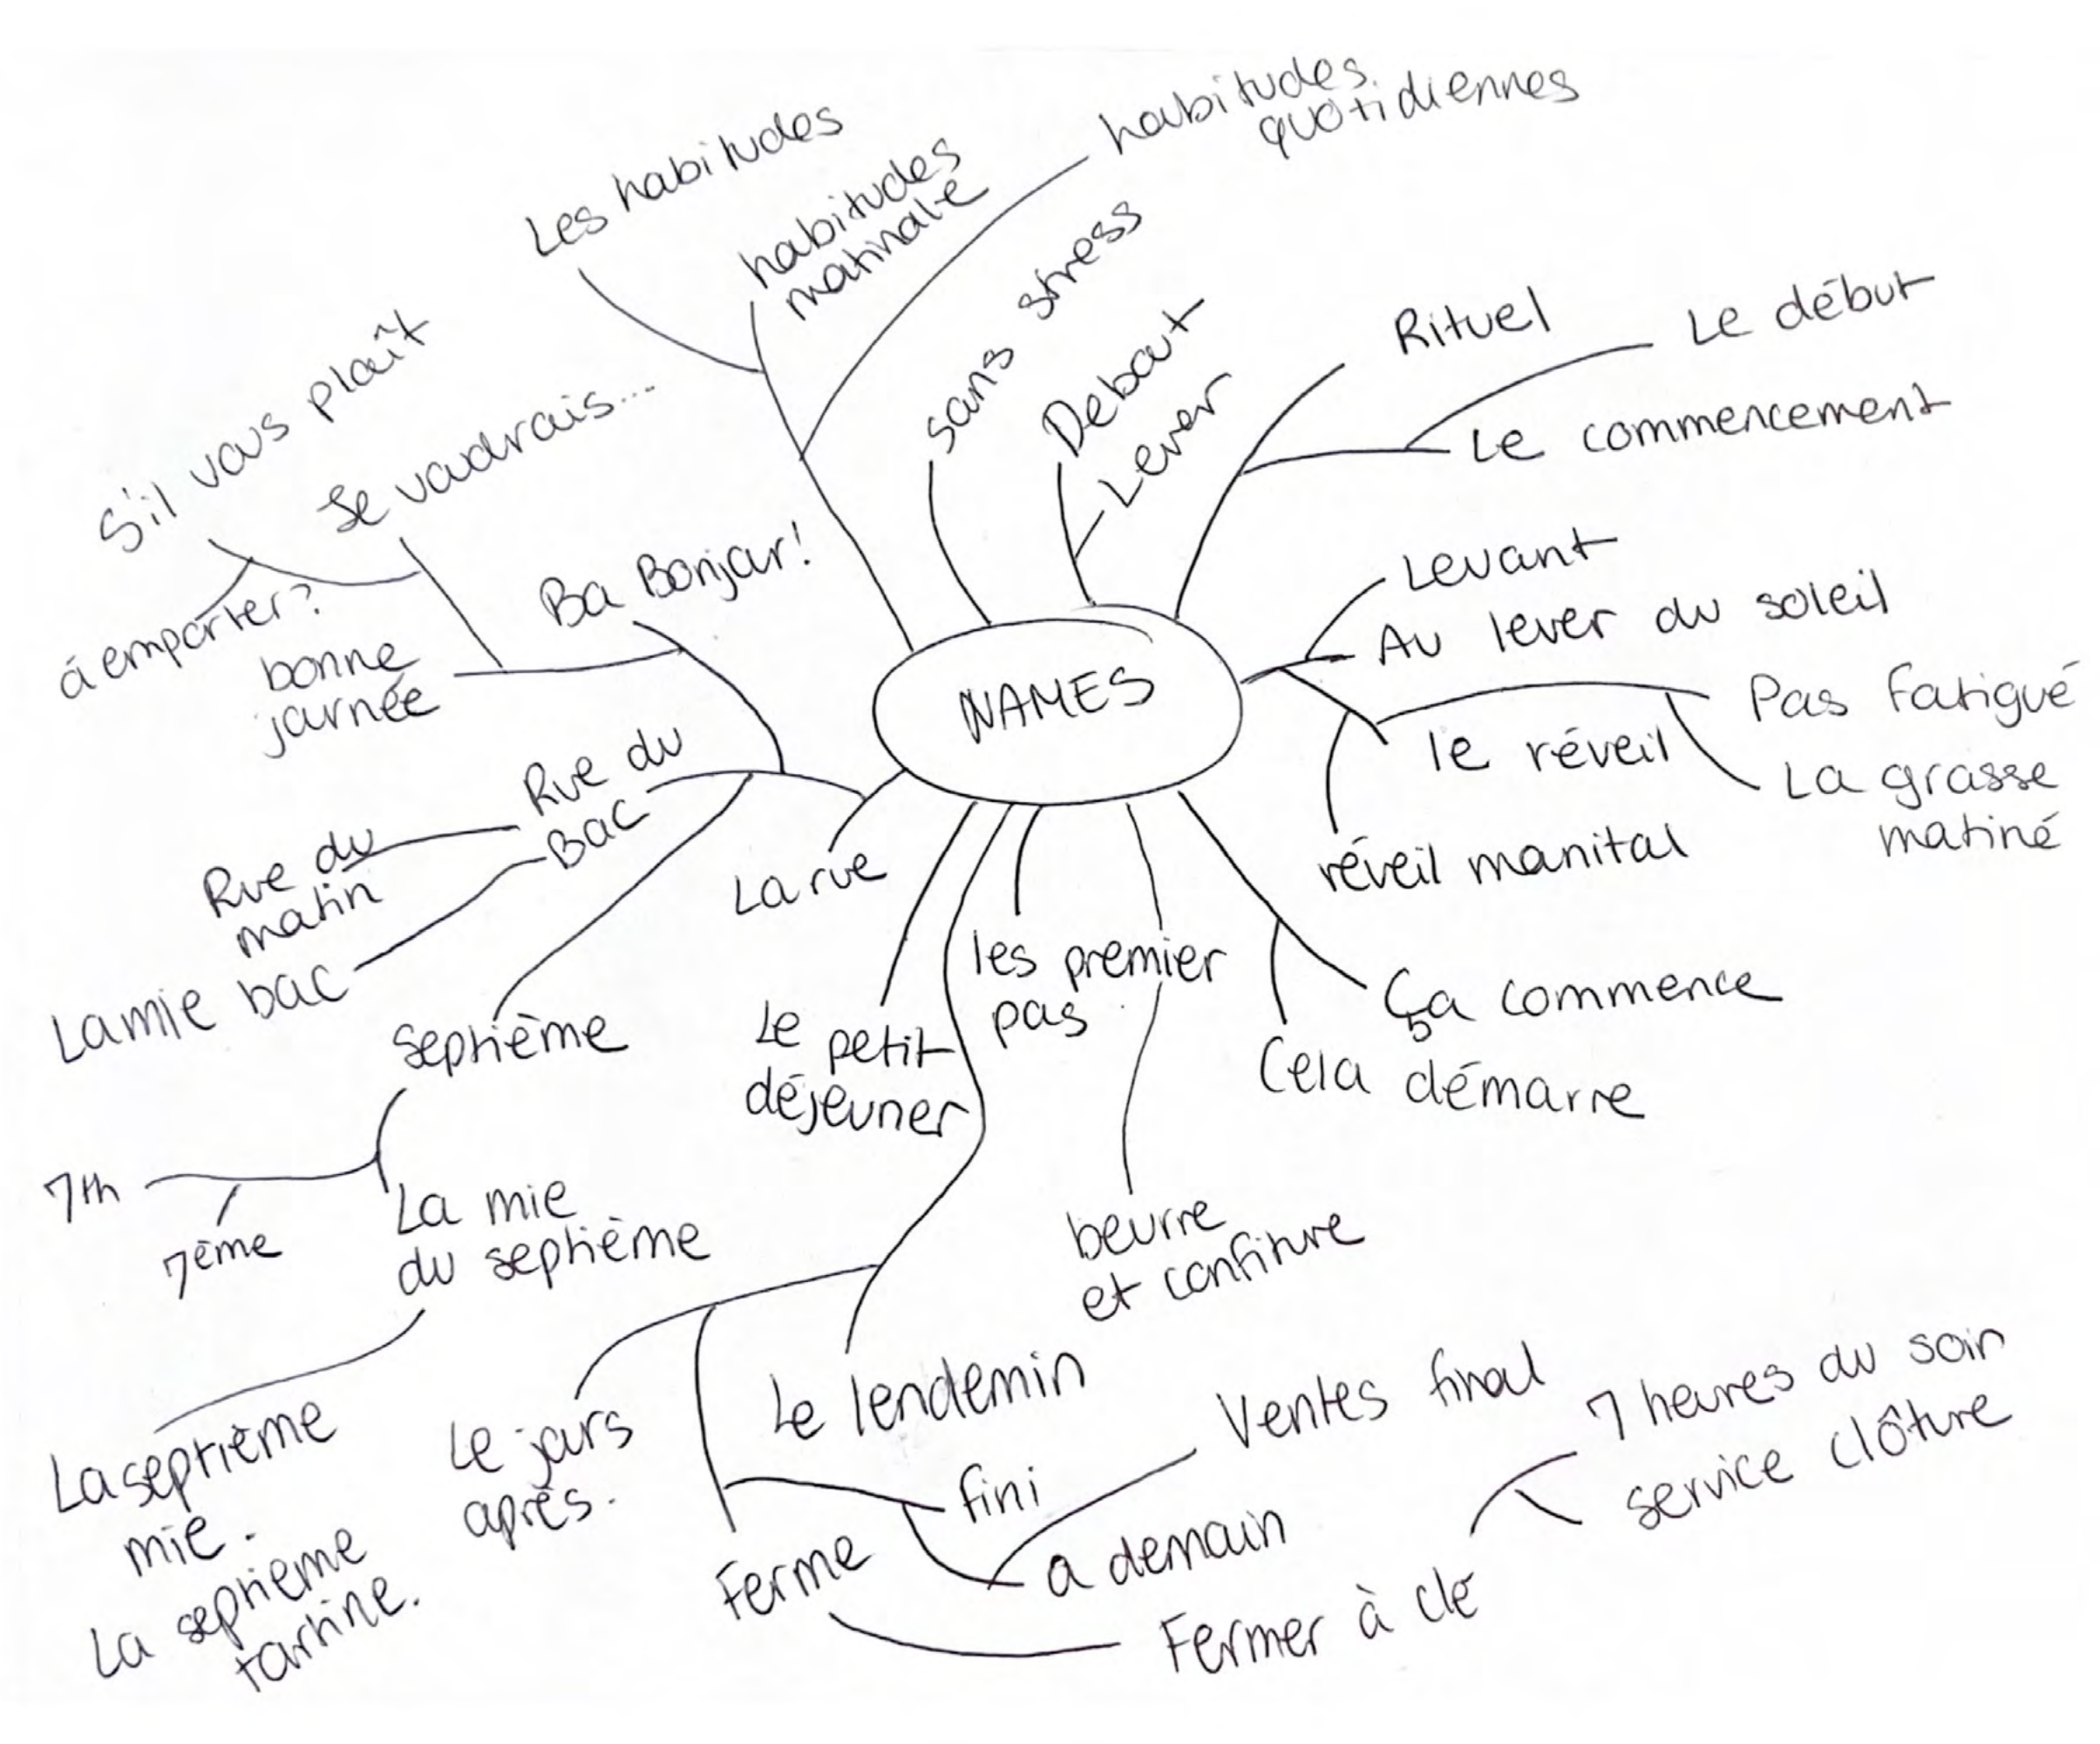 Les habitudes
habitudes
matinale
habitudes
quotidiennes
sans stress
Debout
Lever
Rituel
Le début
Le commencement
S'il vous plaît
Je voudrais...
à emporter?
bonne
journée
Ba Bonjour!
NAMES
Levant
Au lever du soleil
Pas fatigué
le réveil
La grasse
matiné
réveil manital
Rue du
Bac
Rue du
matin
La mie bac
La rue
septième
7th
7ème
La mie
du septième
La septième
mie.
La septieme
tartine.
Le petit
déjeuner
les premier
pas
Ça commence
Cela démarre
beurre
et confiture
Le lendemin
Le jours
après.
fini
Ventes final
a demain
Ferme
Fermer à clé
7 heures du soir
service clôture